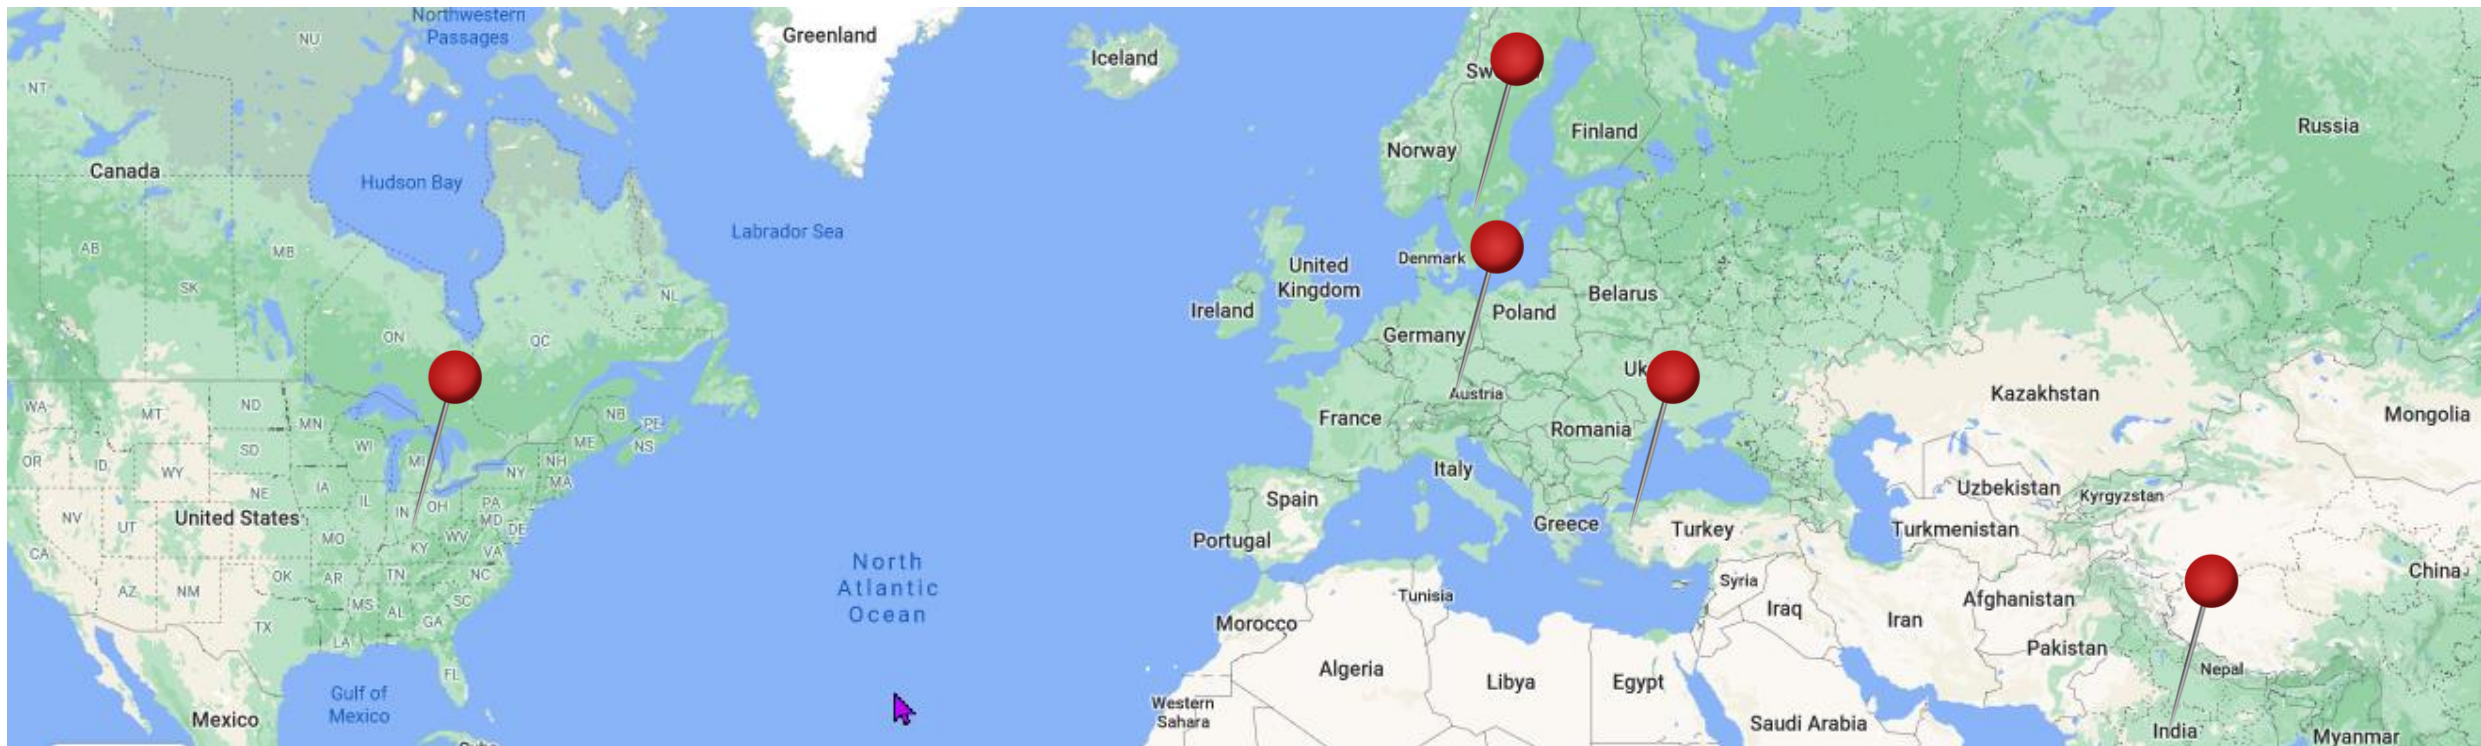 Northwestern
Passages
NU
Greenland
Iceland
Sw
NT
Finland
Russia
Norway
Canada
Hudson Bay
Labrador Sea
AB
MB
SK
NL
Denmark
United
Kingdom
Ireland
Belarus
Poland
Germany
ON
QC
Uk
Austria
Kazakhstan
Mongolia
WA
MT
ND
MN
NB
PE
France
Romania
OR
ID
SD
WI
MI
ME
NS
NH
NY
MA
WY
Italy
NE
IA
IL
IN
OH
PA
MD
DE
Spain
Uzbekistan
Kyrgyzstan
NV
UT
United States
Greece
Turkey
Turkmenistan
Portugal
CA
MO
KY
WV
VA
North
Atlantic
Ocean
AZ
NM
OK
AR
TN
NC
Syria
China
Tunisia
Iraq
Afghanistan
MS
AL
SC
GA
TX
LA
Morocco
Iran
Pakistan
FL
Algeria
Libya
Egypt
Nepal
Gulf of
Mexico
Mexico
Western
Sahara
Saudi Arabia
India
Myanmar